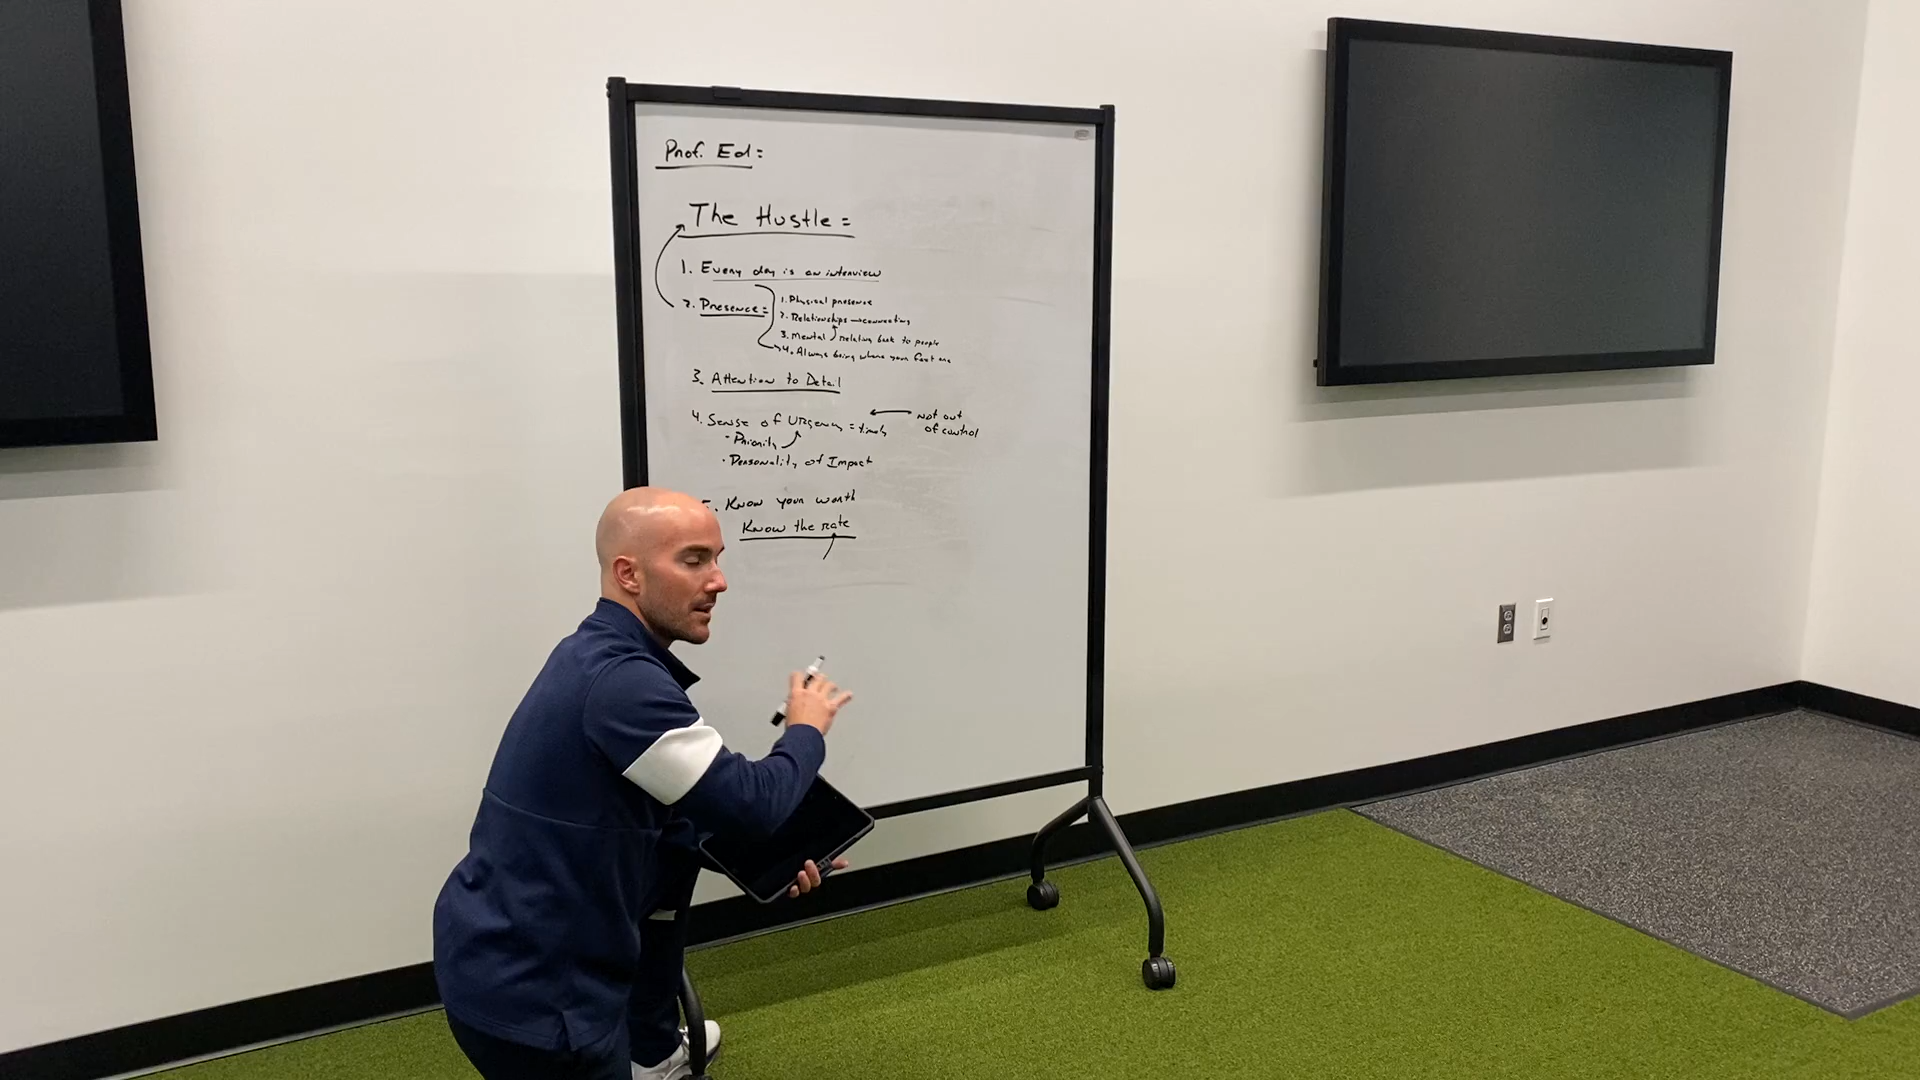 Prof. Ed:
The Hustle:
1. Every day is an interview
2. Presence:
1. Physical presence
2. Relationships → connecting
3. Mental relating back to people
4. Always being where your feet are
3. Attention to Detail
4. Sense of Urgency = timely
← not out of control
• Priority
• Personality of Impact
5. Know your worth
Know the rate